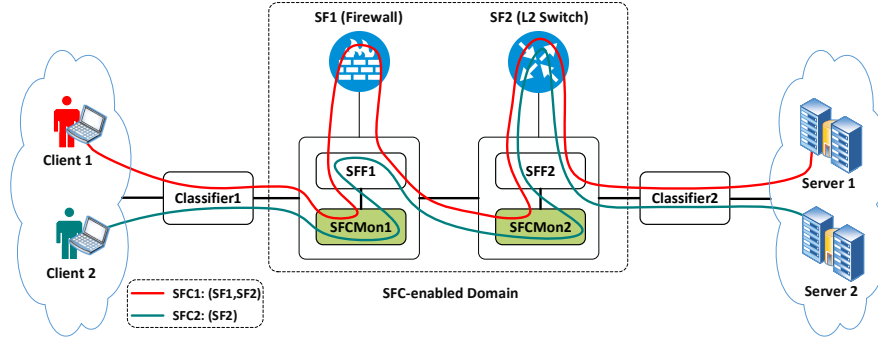 SF1 (Firewall)
SF2 (L2 Switch)
Client 1
Client 2
Classifier1
SFF1
SFCMon1
SFF2
SFCMon2
Classifier2
Server 1
Server 2
SFC-enabled Domain
SFC1: (SF1,SF2)
SFC2: (SF2)